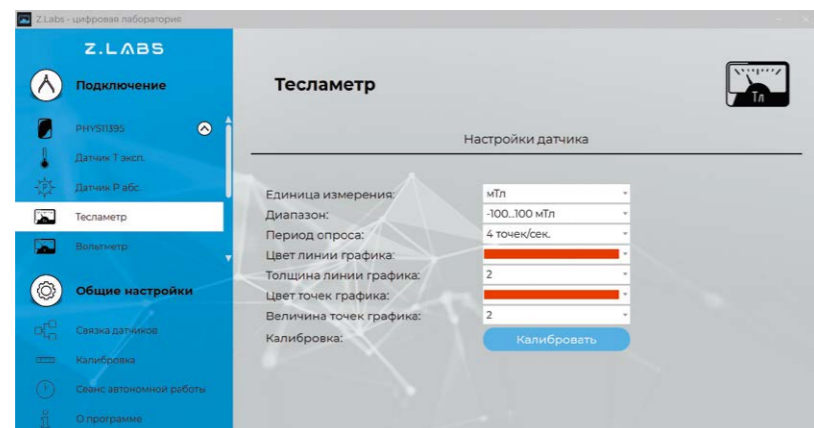 Z.Labs - цифровая лаборатория
Z.LABS
Подключение
PHYS11395
Датчик T эксп.
Датчик P абс.
Тесламетр
Вольтметр
Общие настройки
Связка датчиков
Калибровка
Сеанс автономной работы
О программе
Тесламетр
Тл
Настройки датчика
Единица измерения: мТл
Диапазон: -100..100 мТл
Период опроса: 4 точек/сек.
Цвет линии графика:
Толщина линии графика: 2
Цвет точек графика:
Величина точек графика: 2
Калибровка: Калибровать